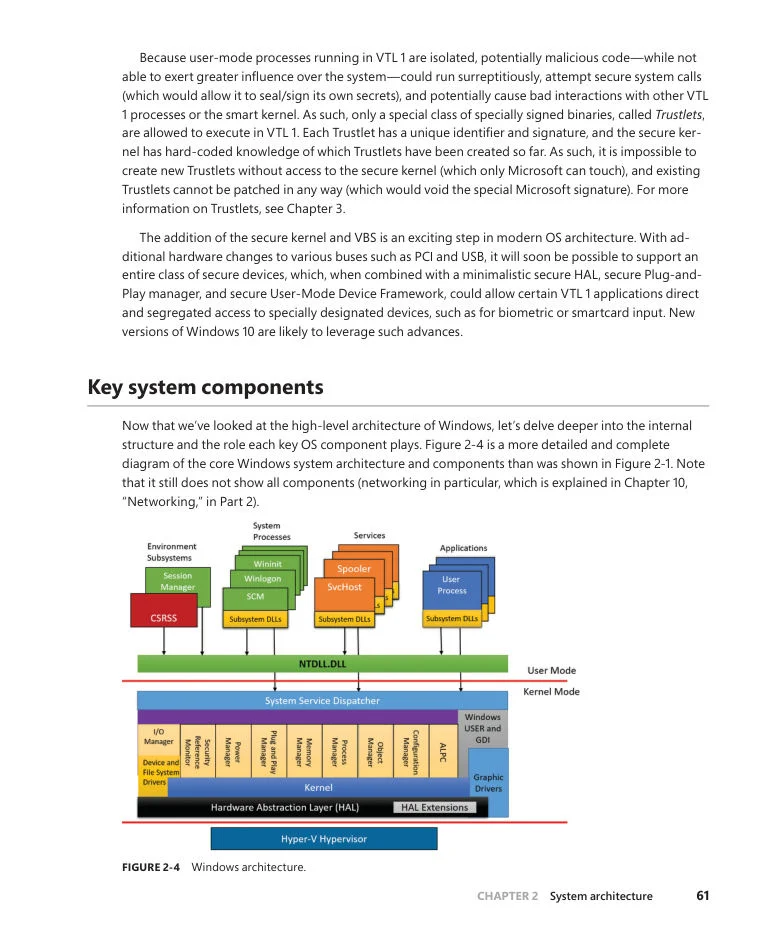 Because user-mode processes running in VTL 1 are isolated, potentially malicious code—while not
able to exert greater influence over the system—could run surreptitiously, attempt secure system calls
(which would allow it to seal/sign its own secrets), and potentially cause bad interactions with other VTL
1 processes or the smart kernel. As such, only a special class of specially signed binaries, called Trustlets,
are allowed to execute in VTL 1. Each Trustlet has a unique identifier and signature, and the secure ker-
nel has hard-coded knowledge of which Trustlets have been created so far. As such, it is impossible to
create new Trustlets without access to the secure kernel (which only Microsoft can touch), and existing
Trustlets cannot be patched in any way (which would void the special Microsoft signature). For more
information on Trustlets, see Chapter 3.
The addition of the secure kernel and VBS is an exciting step in modern OS architecture. With ad-
ditional hardware changes to various buses such as PCI and USB, it will soon be possible to support an
entire class of secure devices, which, when combined with a minimalistic secure HAL, secure Plug-and-
Play manager, and secure User-Mode Device Framework, could allow certain VTL 1 applications direct
and segregated access to specially designated devices, such as for biometric or smartcard input. New
versions of Windows 10 are likely to leverage such advances.
Key system components
Now that we've looked at the high-level architecture of Windows, let's delve deeper into the internal
structure and the role each key OS component plays. Figure 2-4 is a more detailed and complete
diagram of the core Windows system architecture and components than was shown in Figure 2-1. Note
that it still does not show all components (networking in particular, which is explained in Chapter 10,
"Networking," in Part 2).
Environment
Subsystems
Session
Manager
CSRSS
System
Processes
Wininit
Winlogon
SCM
Subsystem DLLs
Services
Spooler
SvcHost
Subsystem DLLs
Applications
User
Process
Subsystem DLLs
NTDLL.DLL
User Mode
Kernel Mode
System Service Dispatcher
I/O
Manager
Device and
File System
Drivers
Security
Reference
Monitor
Power
Manager
Plug and Play
Manager
Memory
Manager
Process
Manager
Object
Manager
Configuration
Manager
ALPC
Windows
USER and
GDI
Graphic
Drivers
Kernel
Hardware Abstraction Layer (HAL)
HAL Extensions
Hyper-V Hypervisor
FIGURE 2-4 Windows architecture.
CHAPTER 2 System architecture 61